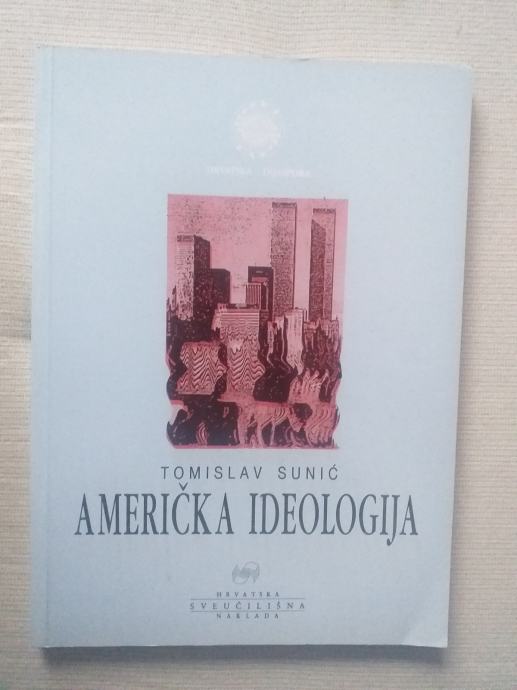 HRVATSKA DIJASPORA
TOMISLAV SUNIĆ
AMERIČKA IDEOLOGIJA
HRVATSKA
SVEUČILIŠNA
NAKLADA